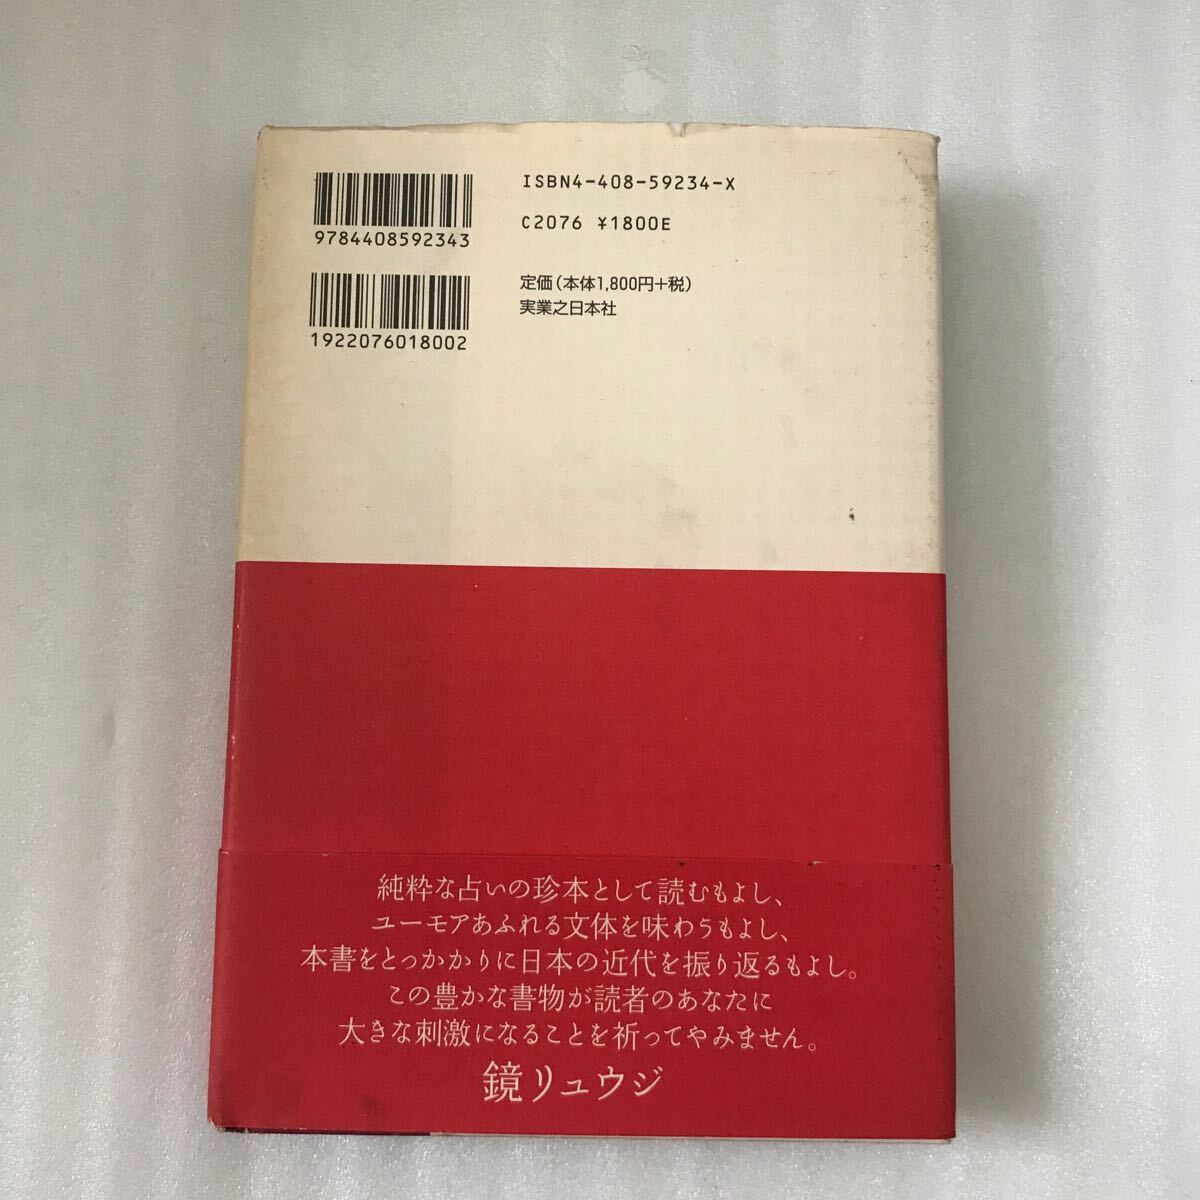 ISBN4-408-59234-X
9784408592343
C2076 ¥1800E
定価(本体1,800円+税)
実業之日本社
1922076018002
純粋な占いの珍本として読むもよし、
ユーモアあふれる文体を味わうもよし、
本書をとっかかりに日本の近代を振り返るもよし。
この豊かな書物が読者のあなたに
大きな刺激になることを祈ってやみません。
鏡リュウジ